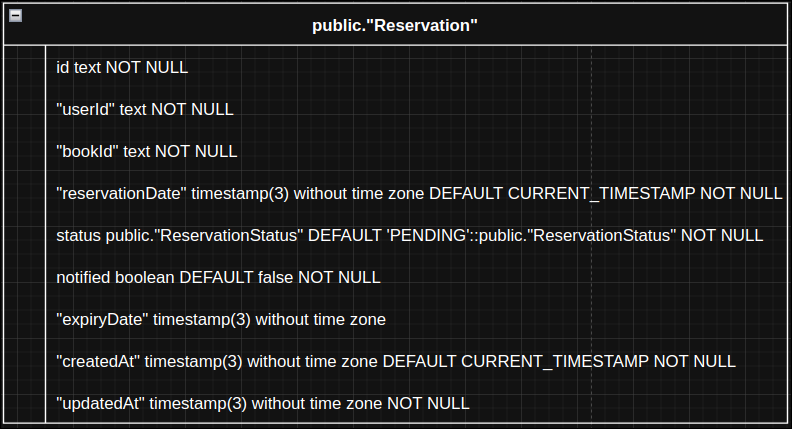 public."Reservation"
id text NOT NULL
"userId" text NOT NULL
"bookId" text NOT NULL
"reservationDate" timestamp(3) without time zone DEFAULT CURRENT_TIMESTAMP NOT NULL
status public."ReservationStatus" DEFAULT 'PENDING'::public."ReservationStatus" NOT NULL
notified boolean DEFAULT false NOT NULL
"expiryDate" timestamp(3) without time zone
"createdAt" timestamp(3) without time zone DEFAULT CURRENT_TIMESTAMP NOT NULL
"updatedAt" timestamp(3) without time zone NOT NULL